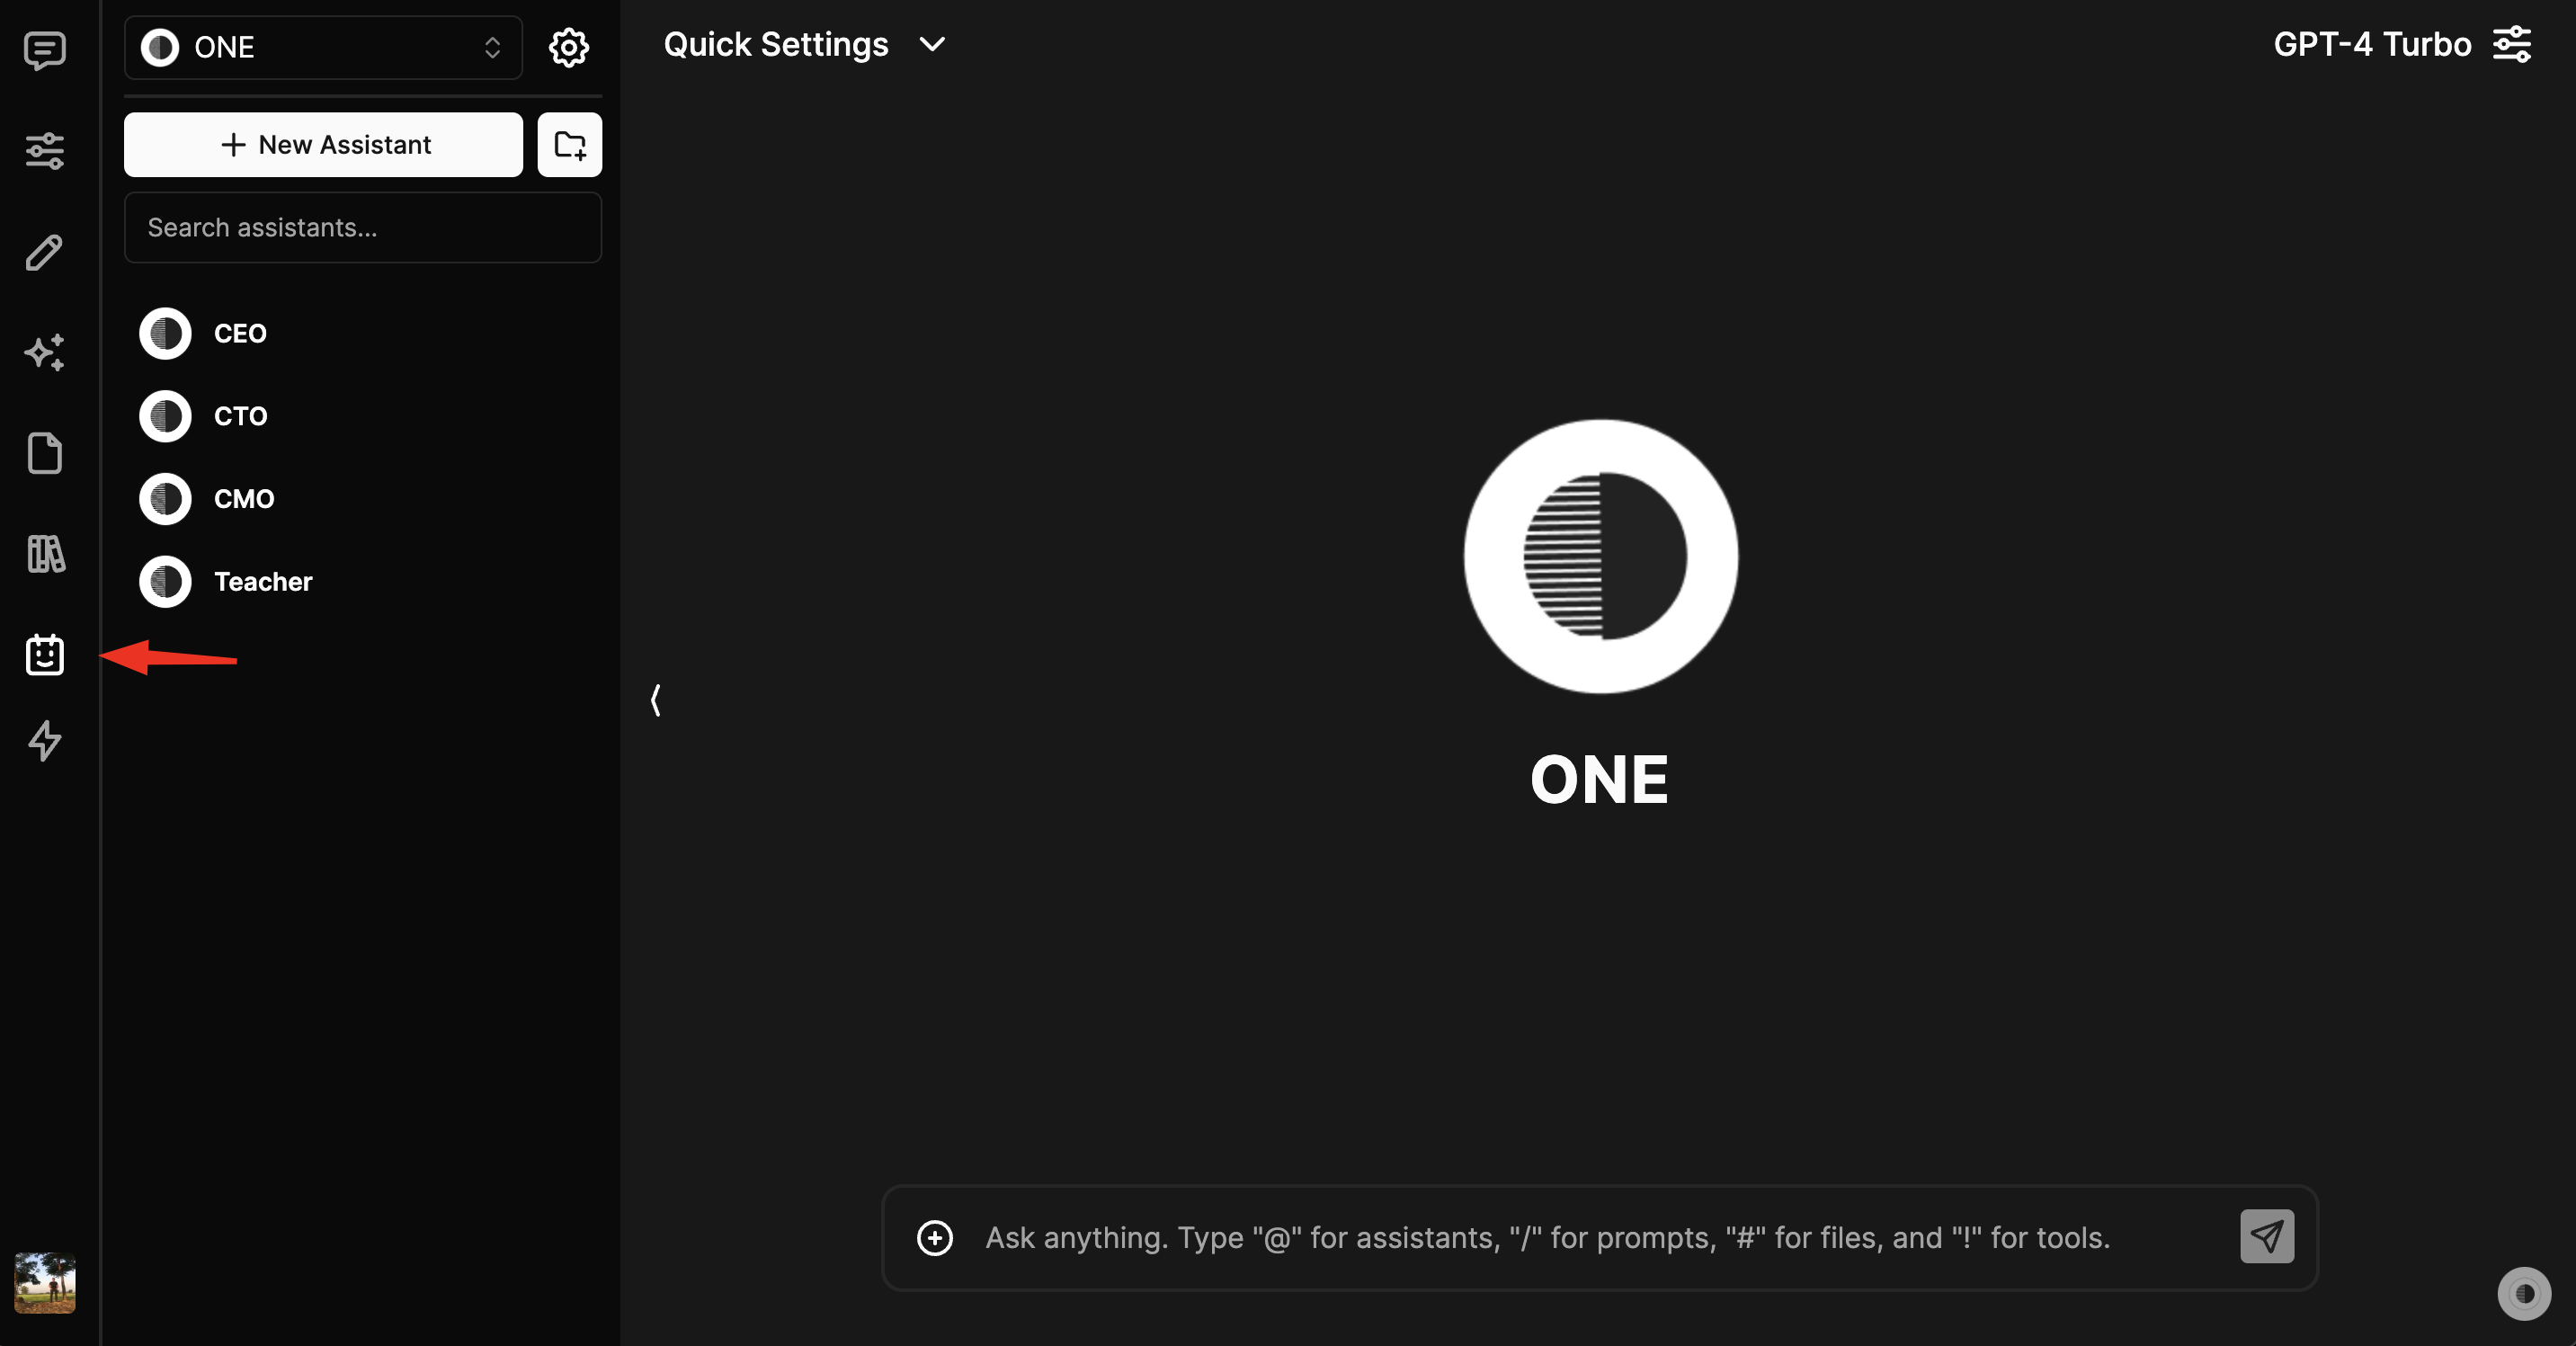 ONE
New Assistant
Search assistants...
CEO
CTO
CMO
Teacher
Quick Settings
GPT-4 Turbo
ONE
Ask anything. Type "@" for assistants, "/" for prompts, "#" for files, and "!" for tools.